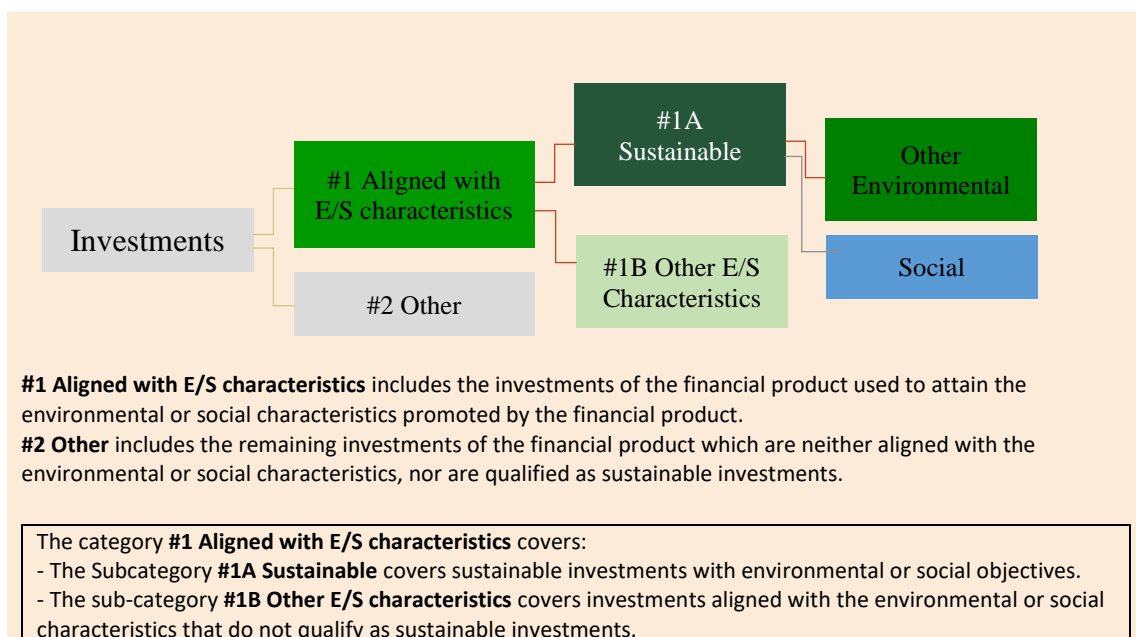 #1A
Sustainable
Other
Environmental
#1 Aligned with
E/S characteristics
Investments
#1B Other E/S
Characteristics
Social
#2 Other
#1 Aligned with E/S characteristics includes the investments of the financial product used to attain the
environmental or social characteristics promoted by the financial product.
#2 Other includes the remaining investments of the financial product which are neither aligned with the
environmental or social characteristics, nor are qualified as sustainable investments.
The category #1 Aligned with E/S characteristics covers:
- The Subcategory #1A Sustainable covers sustainable investments with environmental or social objectives.
- The sub-category #1B Other E/S characteristics covers investments aligned with the environmental or social
characteristics that do not qualify as sustainable investments.